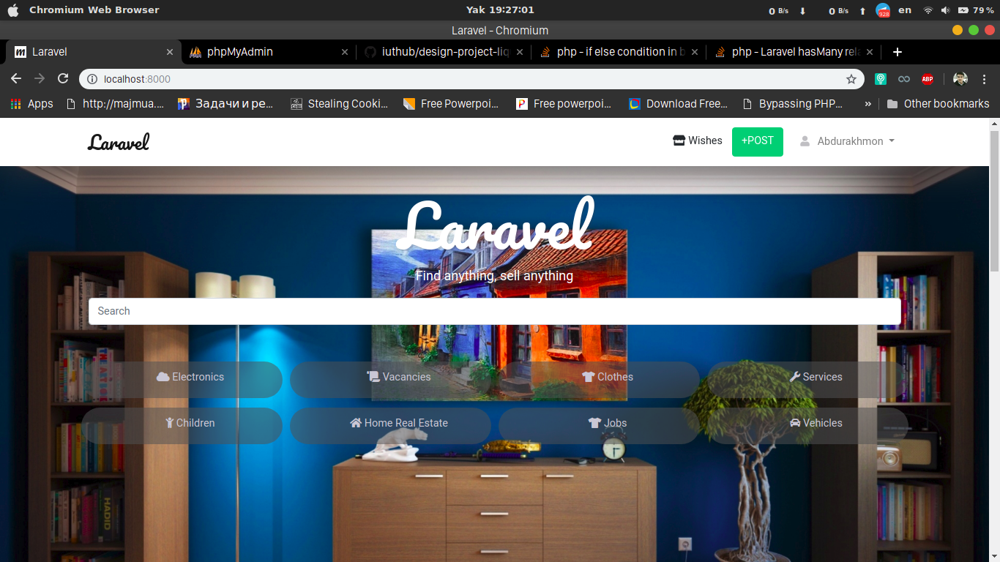 Chromium Web Browser
Yak 19:27:01
0 B/s
0 B/s
928
en
79 %
Laravel - Chromium
Laravel
phpMyAdmin
iuthub/design-project-liq
php - if else condition in b
php - Laravel hasMany rela
localhost:8000
ABP
Apps
http://majmua....
Задачи и ре...
Stealing Cooki...
Free Powerpoi...
Free powerpoi...
Download Free...
Bypassing PHP...
»
Other bookmarks
Laravel
Wishes
+POST
Abdurakhmon
Laravel
Find anything, sell anything
Search
Electronics
Vacancies
Clothes
Services
Children
Home Real Estate
Jobs
Vehicles
HADID